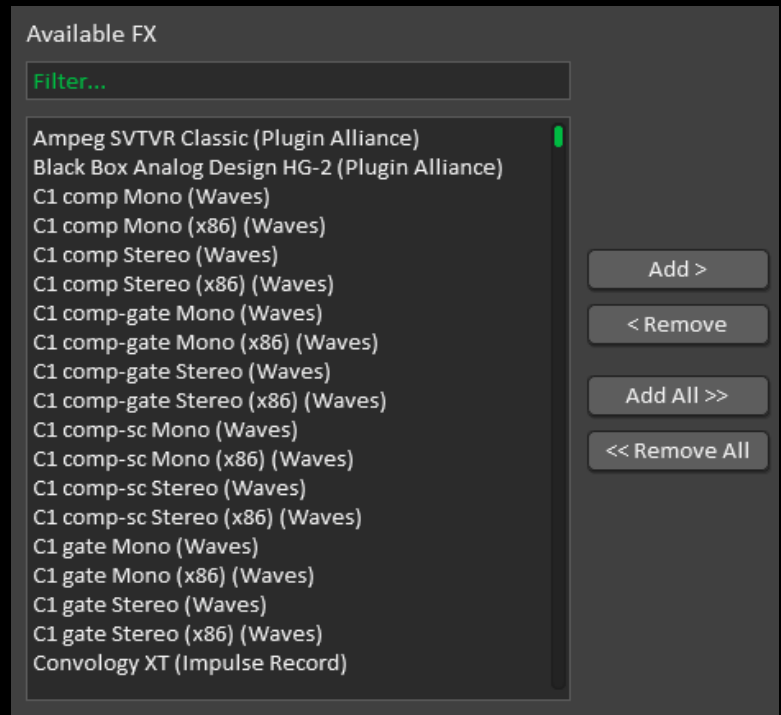 Available FX
Filter...
Ampeg SVTVR Classic (Plugin Alliance)
Black Box Analog Design HG-2 (Plugin Alliance)
C1 comp Mono (Waves)
C1 comp Mono (x86) (Waves)
C1 comp Stereo (Waves)
C1 comp Stereo (x86) (Waves)
C1 comp-gate Mono (Waves)
C1 comp-gate Mono (x86) (Waves)
C1 comp-gate Stereo (Waves)
C1 comp-gate Stereo (x86) (Waves)
C1 comp-sc Mono (Waves)
C1 comp-sc Mono (x86) (Waves)
C1 comp-sc Stereo (Waves)
C1 comp-sc Stereo (x86) (Waves)
C1 gate Mono (Waves)
C1 gate Mono (x86) (Waves)
C1 gate Stereo (Waves)
C1 gate Stereo (x86) (Waves)
Convology XT (Impulse Record)
Add >
< Remove
Add All >>
<< Remove All